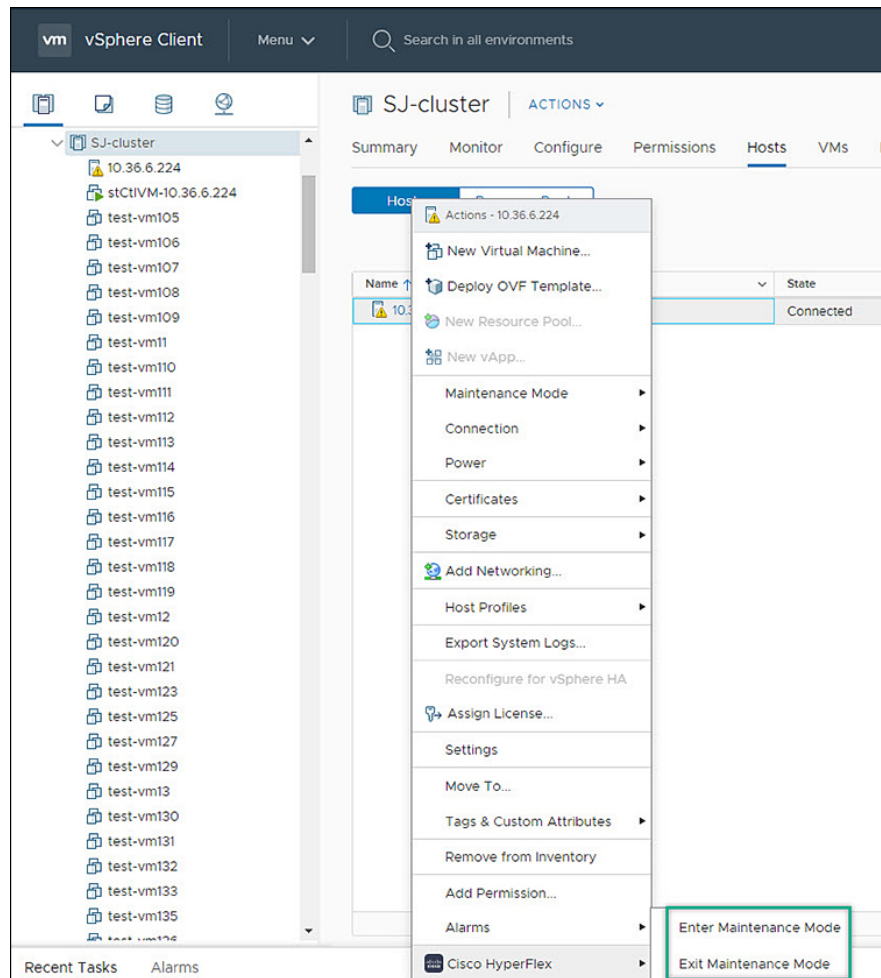 vm vSphere Client Menu Search in all environments
SJ-cluster ACTIONS
Summary Monitor Configure Permissions Hosts VMs
SJ-cluster
10.36.6.224
stCtlVM-10.36.6.224
test-vm105
test-vm106
test-vm107
test-vm108
test-vm109
test-vm11
test-vm110
test-vm111
test-vm112
test-vm113
test-vm114
test-vm115
test-vm116
test-vm117
test-vm118
test-vm119
test-vm12
test-vm120
test-vm121
test-vm123
test-vm125
test-vm127
test-vm129
test-vm13
test-vm130
test-vm131
test-vm132
test-vm133
test-vm135
Name State
Connected
Actions - 10.36.6.224
New Virtual Machine...
Deploy OVF Template...
New Resource Pool...
New vApp...
Maintenance Mode
Connection
Power
Certificates
Storage
Add Networking...
Host Profiles
Export System Logs...
Reconfigure for vSphere HA
Assign License...
Settings
Move To...
Tags & Custom Attributes
Remove from Inventory
Add Permission...
Alarms
Cisco HyperFlex
Enter Maintenance Mode
Exit Maintenance Mode
Recent Tasks Alarms